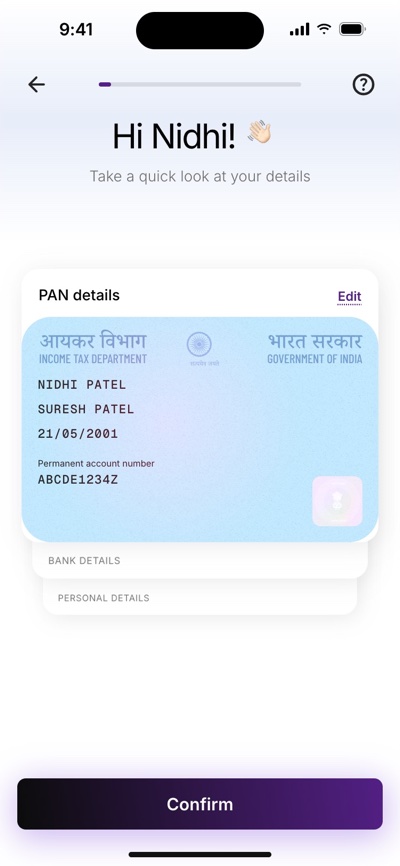 9:41
Hi Nidhi! 👋🏻
Take a quick look at your details
PAN details
Edit
आयकर विभाग
भारत सरकार
INCOME TAX DEPARTMENT
GOVERNMENT OF INDIA
NIDHI PATEL
SURESH PATEL
21/05/2001
Permanent account number
ABCDE1234Z
BANK DETAILS
PERSONAL DETAILS
Confirm